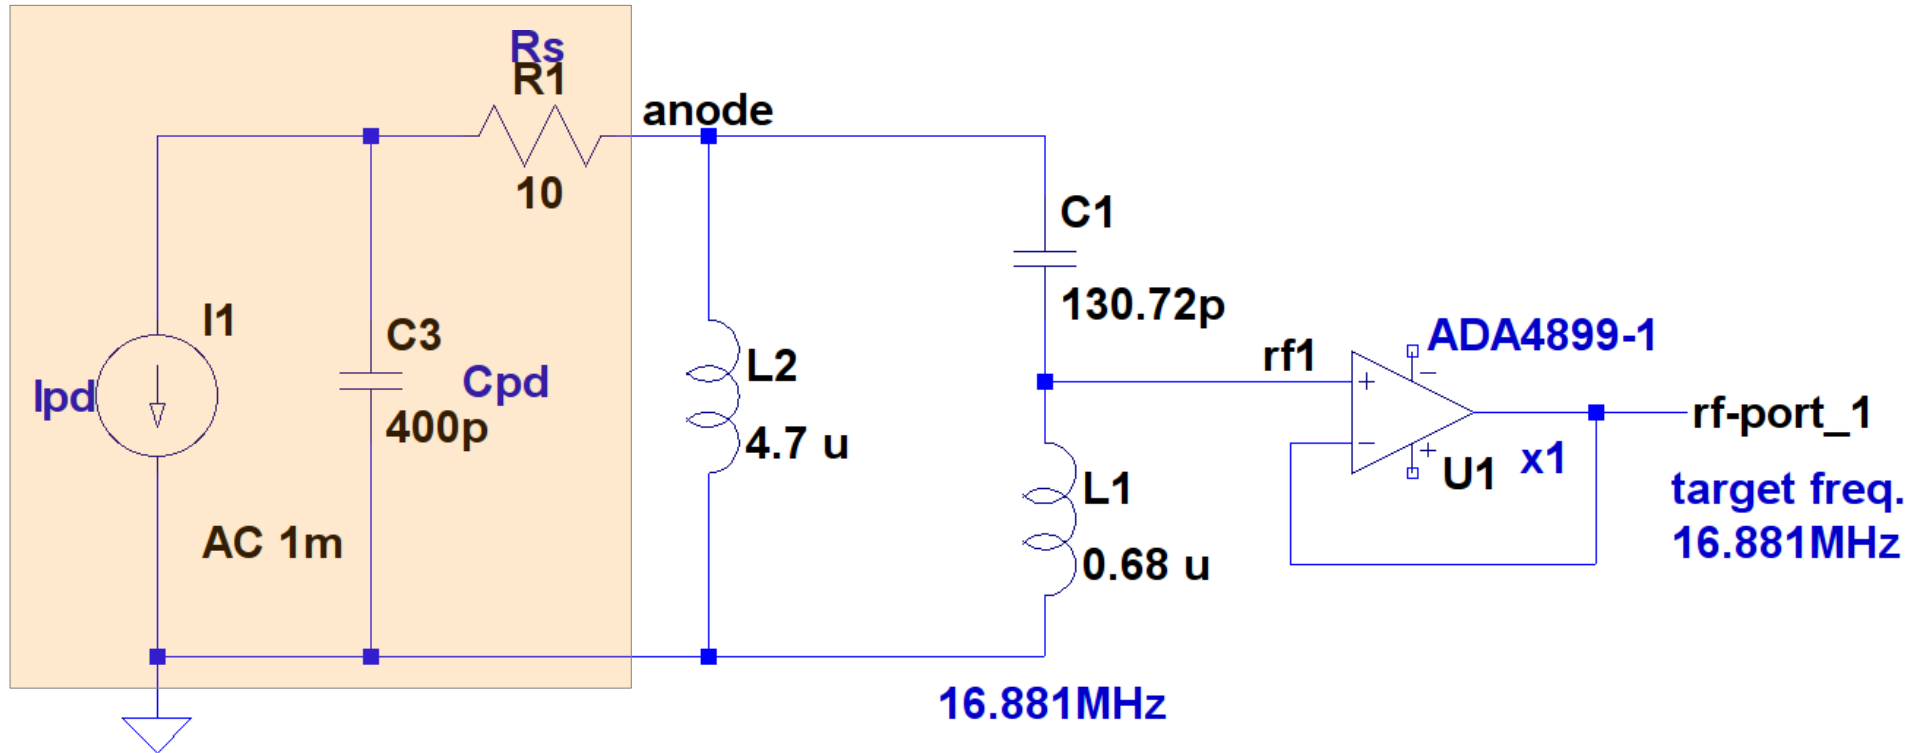 Rs
R1
10
anode
I1
Ipd
AC 1m
C3
Cpd
400p
L2
4.7 u
C1
130.72p
rf1
L1
0.68 u
ADA4899-1
+
−
−
+
U1
x1
rf-port_1
target freq.
16.881MHz
16.881MHz